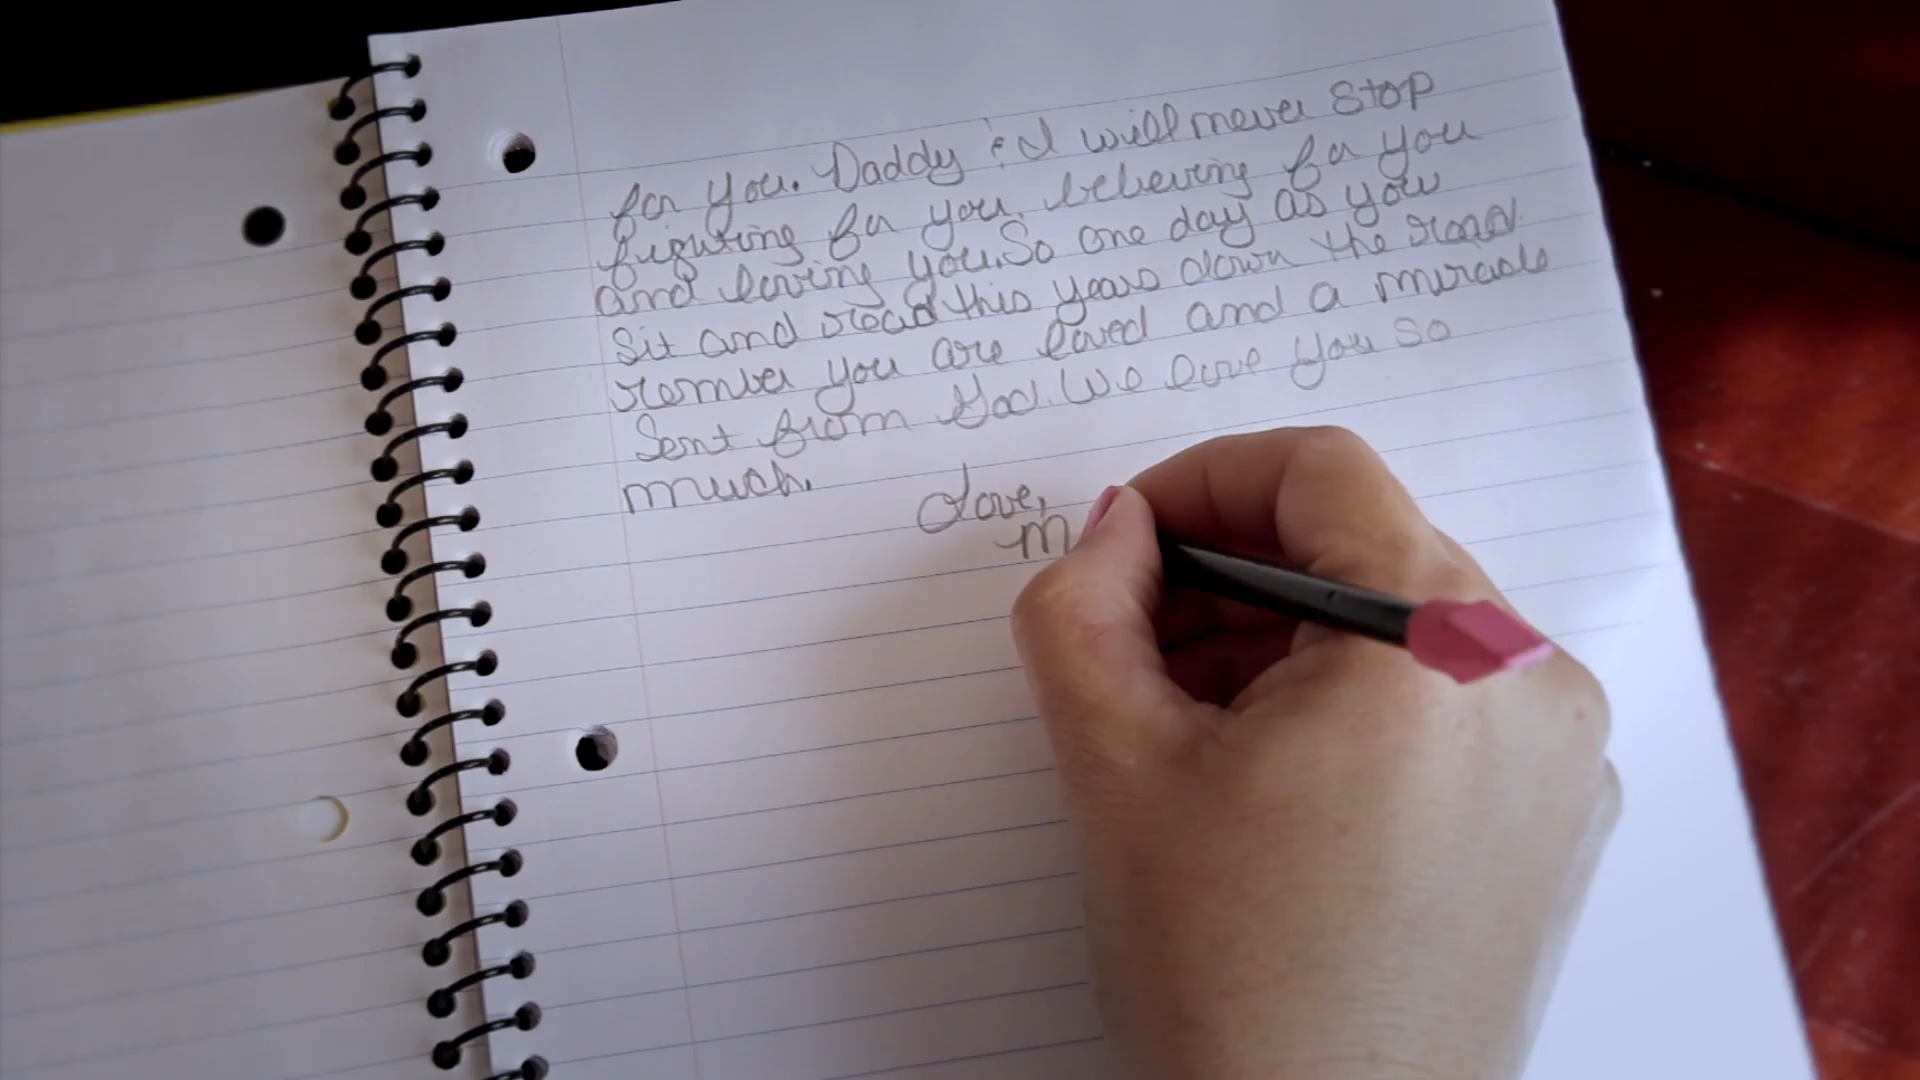 for you. Daddy & I will never stop
fighting for you, believing for you
and loving you. So one day as you
sit and read this years down the road
rember you are loved and a miracle
sent from God. We love you so
much.
Love,
M